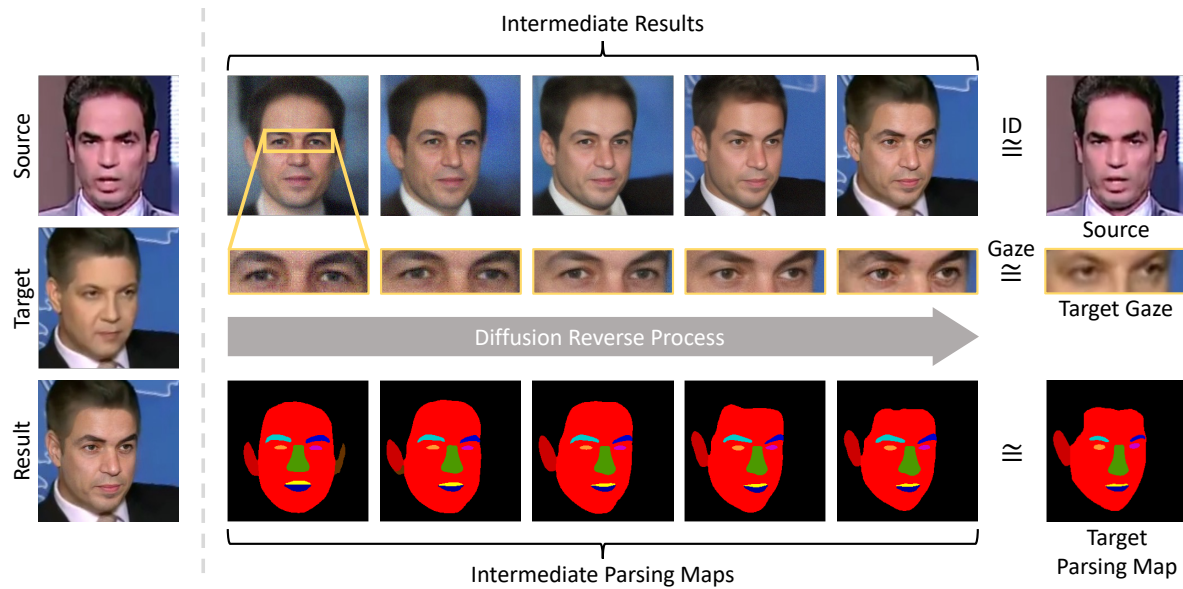 Intermediate Results
Source
Target
Result
ID
≅
Source
Gaze
≅
Target Gaze
Diffusion Reverse Process
≅
Target
Parsing Map
Intermediate Parsing Maps